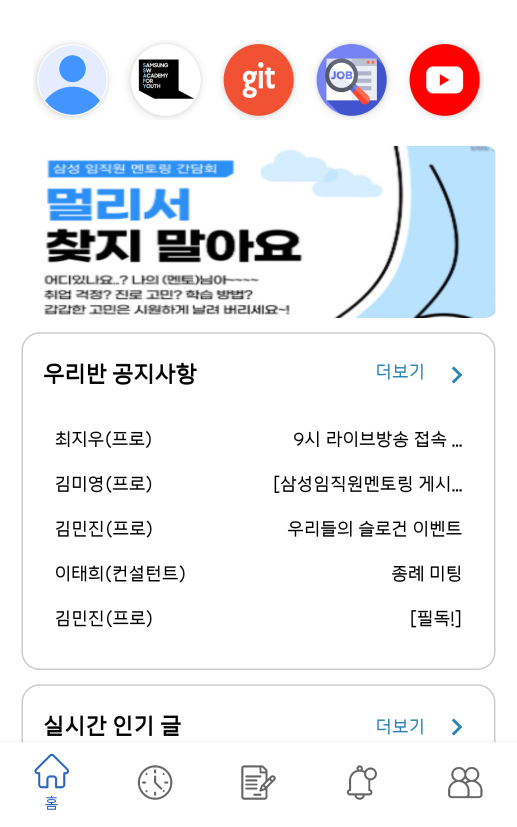 SAMSUNG
SW
ACADEMY
FOR
YOUTH
git
JOB
삼성 임직원 멘토링 간담회
멀리서
찾지 말아요
어디있나요..? 나의 (멘토)님아~~~~
취업 걱정? 진로 고민? 학습 방법?
갑갑한 고민은 시원하게 날려 버리세요~!
우리반 공지사항 더보기
최지우(프로) 9시 라이브방송 접속 ...
김미영(프로) [삼성임직원멘토링 게시...
김민진(프로) 우리들의 슬로건 이벤트
이태희(컨설턴트) 종례 미팅
김민진(프로) [필독!]
실시간 인기 글 더보기
홈